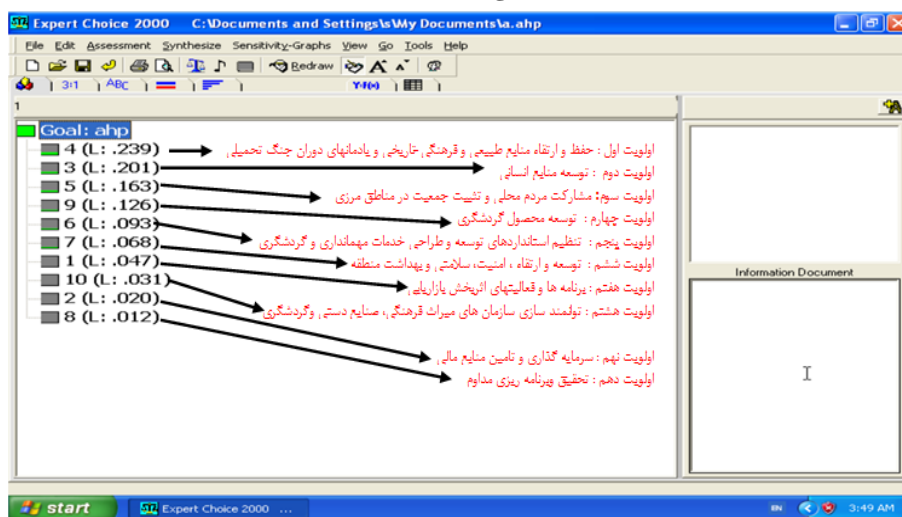 Expert Choice 2000 C:\Documents and Settings\s\My Documents\a.ahp
File Edit Assessment Synthesize Sensitivity-Graphs View Go Tools Help
Redraw
3:1 ABC Y:F(x)
1
Goal: ahp
4 (L: .239)
3 (L: .201)
5 (L: .163)
9 (L: .126)
6 (L: .093)
7 (L: .068)
1 (L: .047)
10 (L: .031)
2 (L: .020)
8 (L: .012)
اولویت اول : حفظ و ارتقاء منابع طبیعی و فرهنگی تاریخی و یادمانهای دوران جنگ تحمیلی
اولویت دوم : توسعه منابع انسانی
اولویت سوم: مشارکت مردم محلی و تثبیت جمعیت در مناطق مرزی
اولویت چهارم : توسعه محصول گردشگری
اولویت پنجم : تنظیم استانداردهای توسعه و طراحی خدمات مهمانداری و گردشگری
اولویت ششم : توسعه و ارتقاء ، امنیت، سلامتی و بهداشت منطقه
اولویت هفتم : برنامه ها و فعالیتهای اثربخش بازاریابی
اولویت هشتم : توانمند سازی سازمان های میراث فرهنگی، صنایع دستی وگردشگری
اولویت نهم : سرمایه گذاری و تامین منابع مالی
اولویت دهم : تحقیق وبرنامه ریزی مداوم
Information Document
start Expert Choice 2000 ... EN 3:49 AM